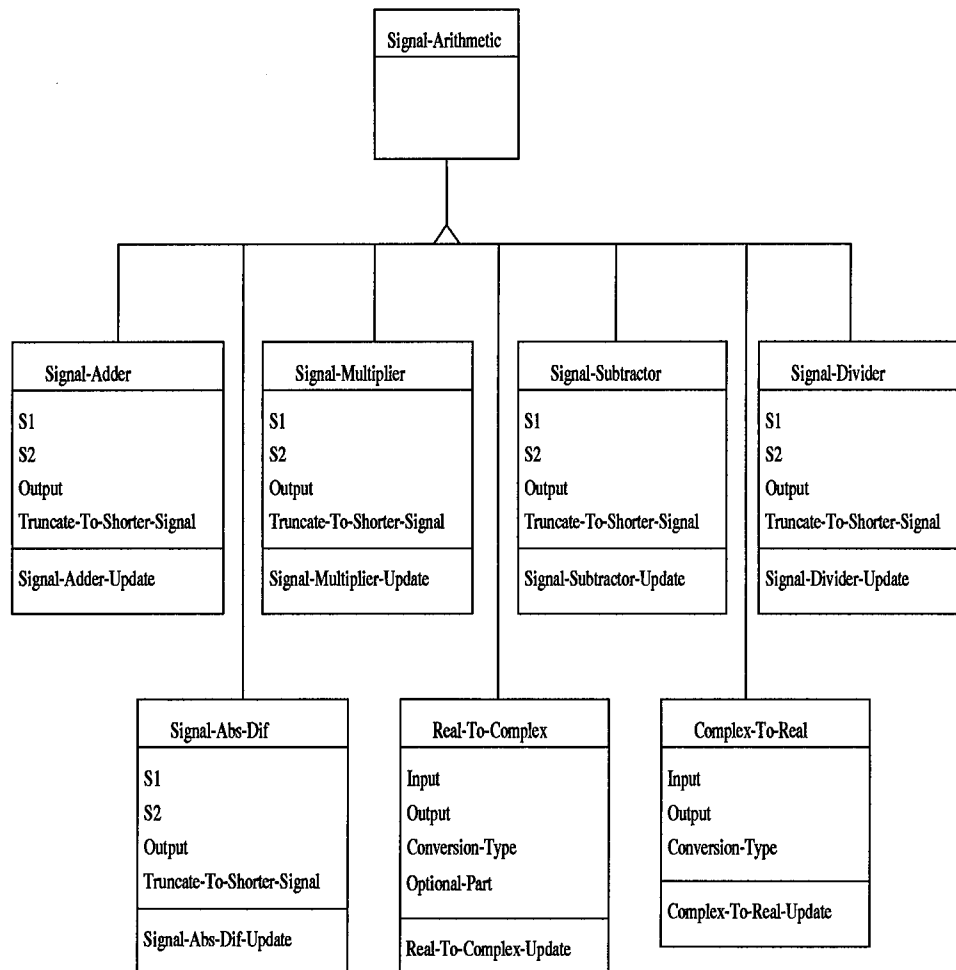 Signal-Arithmetic
Signal-Adder
S1
S2
Output
Truncate-To-Shorter-Signal
Signal-Adder-Update
Signal-Multiplier
S1
S2
Output
Truncate-To-Shorter-Signal
Signal-Multiplier-Update
Signal-Subtractor
S1
S2
Output
Truncate-To-Shorter-Signal
Signal-Subtractor-Update
Signal-Divider
S1
S2
Output
Truncate-To-Shorter-Signal
Signal-Divider-Update
Signal-Abs-Dif
S1
S2
Output
Truncate-To-Shorter-Signal
Signal-Abs-Dif-Update
Real-To-Complex
Input
Output
Conversion-Type
Optional-Part
Real-To-Complex-Update
Complex-To-Real
Input
Output
Conversion-Type
Complex-To-Real-Update